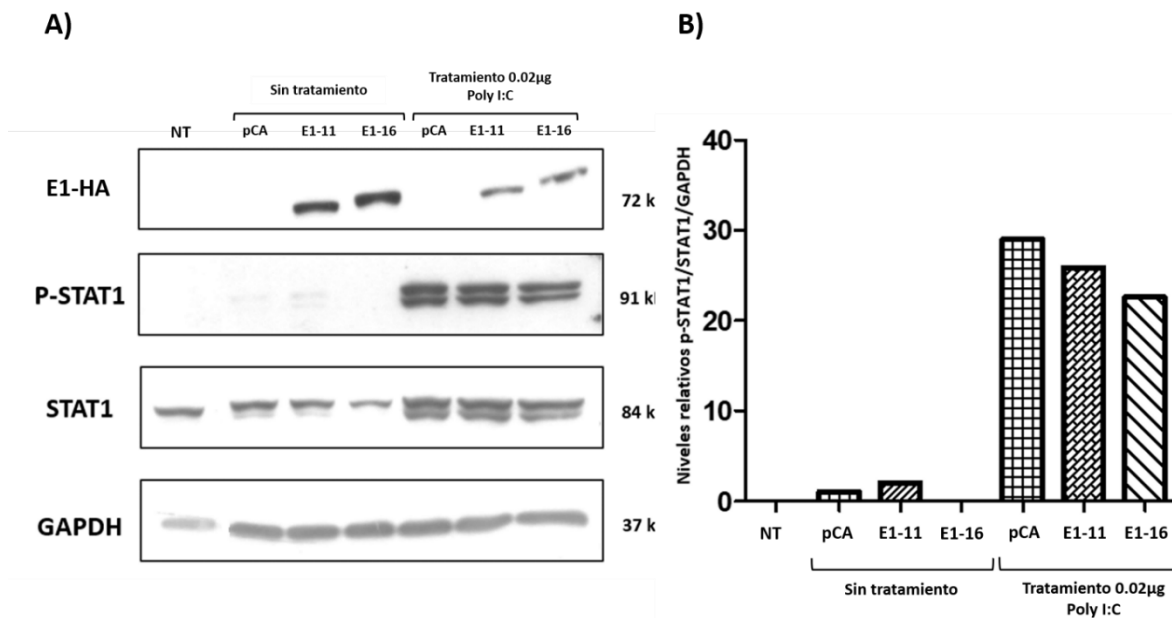 A)
Sin tratamiento
Tratamiento 0.02µg
Poly I:C
NT pCA E1-11 E1-16 pCA E1-11 E1-16
E1-HA
72 k
P-STAT1
91 k
STAT1
84 k
GAPDH
37 k
B)
Niveles relativos p-STAT1/STAT1/GAPDH
40
30
20
10
0
NT pCA E1-11 E1-16 pCA E1-11 E1-16
Sin tratamiento
Tratamiento 0.02µg
Poly I:C